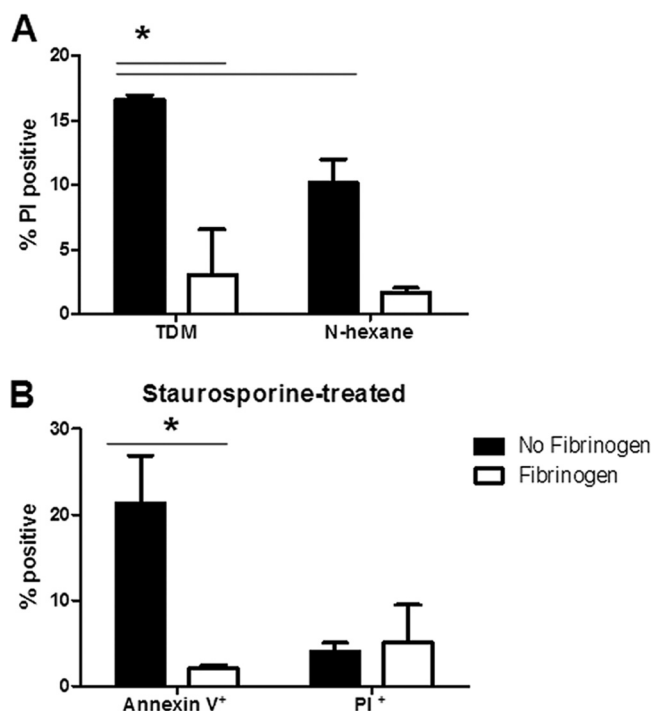 A
*
20
15
10
5
0
% PI positive
TDM N-hexane
B Staurosporine-treated
*
30
20
10
0
% positive
Annexin V⁺ PI ⁺
No Fibrinogen
Fibrinogen